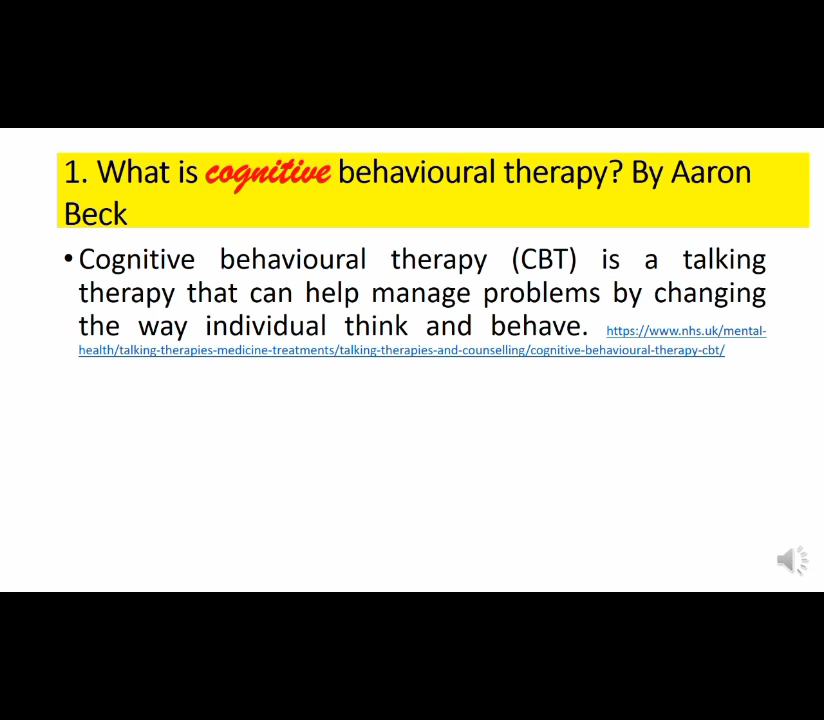 1. What is cognitive behavioural therapy? By Aaron
Beck
• Cognitive behavioural therapy (CBT) is a talking
therapy that can help manage problems by changing
the way individual think and behave. https://www.nhs.uk/mental-
health/talking-therapies-medicine-treatments/talking-therapies-and-counselling/cognitive-behavioural-therapy-cbt/